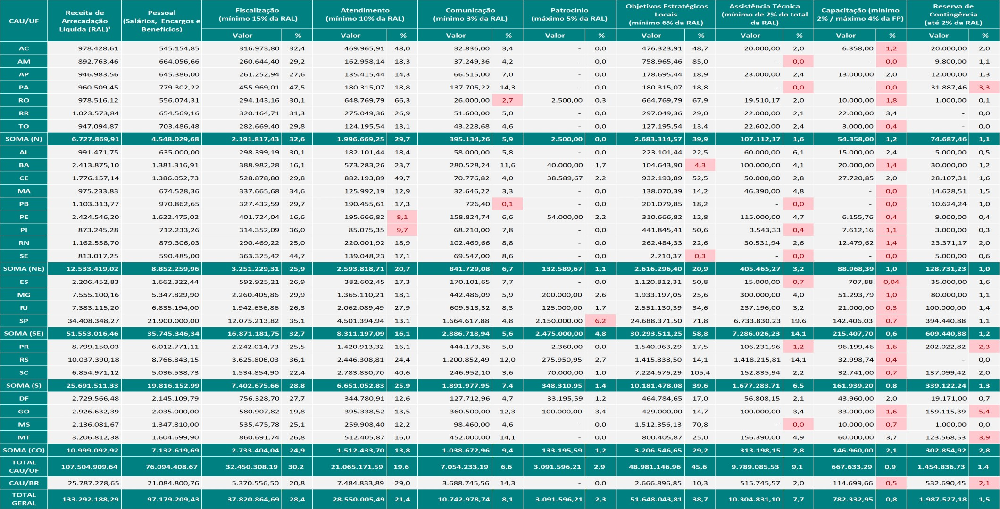 CAU/UF Receita de Arrecadação Líquida (RAL)¹ Pessoal (Salários, Encargos e Benefícios) Fiscalização (mínimo 15% da RAL) Atendimento (mínimo 10% da RAL) Comunicação (mínimo 3% da RAL) Patrocínio (máximo 5% da RAL) Objetivos Estratégicos Locais (mínimo 6% da RAL) Assistência Técnica (mínimo de 2% do total da RAL) Capacitação (mínimo 2% / máximo 4% da FP) Reserva de Contingência (até 2% da RAL)
Valor % Valor % Valor % Valor % Valor % Valor % Valor % Valor %
AC 978.428,61 545.154,85 316.973,80 32,4 469.965,91 48,0 32.836,00 3,4 - 0,0 476.323,91 48,7 20.000,00 2,0 6.358,00 1,2 20.000,00 2,0
AM 892.763,46 664.056,66 260.644,40 29,2 162.958,14 18,3 37.249,36 4,2 - 0,0 758.965,46 85,0 - 0,0 - 0,0 9.800,00 1,1
AP 946.983,56 645.386,00 261.252,94 27,6 135.415,44 14,3 66.515,00 7,0 - 0,0 178.695,44 18,9 23.000,00 2,4 13.000,00 2,0 12.000,00 1,3
PA 960.509,45 779.302,22 455.969,01 47,5 180.315,07 18,8 137.705,22 14,3 - 0,0 180.315,07 18,8 - 0,0 - 0,0 31.887,46 3,3
RO 978.516,12 556.074,31 294.143,16 30,1 648.769,79 66,3 26.000,00 2,7 2.500,00 0,3 664.769,79 67,9 19.510,17 2,0 10.000,00 1,8 1.000,00 0,1
RR 1.023.573,84 654.569,16 320.164,71 31,3 275.049,36 26,9 51.600,00 5,0 - 0,0 297.049,36 29,0 22.000,00 2,1 22.000,00 3,4 - 0,0
TO 947.094,87 703.486,48 282.669,40 29,8 124.195,54 13,1 43.228,68 4,6 - 0,0 127.195,54 13,4 22.602,00 2,4 3.000,00 0,4 - 0,0
SOMA (N) 6.727.869,91 4.548.029,68 2.191.817,43 32,6 1.996.669,25 29,7 395.134,26 5,9 2.500,00 0,0 2.683.314,57 39,9 107.112,17 1,6 54.358,00 1,2 74.687,46 1,1
AL 991.471,75 635.000,00 298.399,19 30,1 182.101,44 18,4 58.000,00 5,8 - 0,0 223.101,44 22,5 60.000,00 6,1 15.000,00 2,4 5.000,00 0,5
BA 2.413.875,10 1.381.316,91 388.982,28 16,1 573.283,26 23,7 280.528,24 11,6 40.000,00 1,7 104.643,90 4,3 100.000,00 4,1 20.000,00 1,4 30.000,00 1,2
CE 1.776.157,14 1.386.052,73 528.878,80 29,8 882.193,89 49,7 70.776,82 4,0 38.589,67 2,2 932.193,89 52,5 50.000,00 2,8 27.720,85 2,0 28.107,31 1,6
MA 975.233,83 674.528,36 337.665,68 34,6 125.992,19 12,9 32.646,22 3,3 - 0,0 138.070,39 14,2 46.390,00 4,8 - 0,0 14.628,51 1,5
PB 1.103.313,77 970.862,65 327.432,59 29,7 190.455,61 17,3 726,40 0,1 - 0,0 201.079,85 18,2 - 0,0 - 0,0 10.624,24 1,0
PE 2.424.546,20 1.622.475,02 401.724,04 16,6 195.666,82 8,1 158.824,74 6,6 54.000,00 2,2 310.666,82 12,8 115.000,00 4,7 6.155,76 0,4 9.000,00 0,4
PI 873.245,28 712.233,26 314.352,09 36,0 85.075,35 9,7 68.210,00 7,8 - 0,0 441.845,41 50,6 3.543,33 0,4 7.612,16 1,1 3.000,00 0,3
RN 1.162.558,70 879.306,03 290.469,22 25,0 220.001,92 18,9 102.469,66 8,8 - 0,0 262.484,33 22,6 30.531,94 2,6 12.479,62 1,4 23.371,17 2,0
SE 813.017,25 590.485,00 363.325,42 44,7 139.048,23 17,1 69.547,00 8,6 - 0,0 2.210,37 0,3 - 0,0 - 0,0 5.000,00 0,6
SOMA (NE) 12.533.419,02 8.852.259,96 3.251.229,31 25,9 2.593.818,71 20,7 841.729,08 6,7 132.589,67 1,1 2.616.296,40 20,9 405.465,27 3,2 88.968,39 1,0 128.731,23 1,0
ES 2.206.452,83 1.662.322,44 592.925,21 26,9 382.602,45 17,3 170.101,65 7,7 - 0,0 1.120.812,31 50,8 15.000,00 0,7 707,88 0,04 35.000,00 1,6
MG 7.555.100,16 5.347.829,90 2.260.405,86 29,9 1.365.110,21 18,1 442.486,09 5,9 200.000,00 2,6 1.933.197,05 25,6 300.000,00 4,0 51.293,79 1,0 80.000,00 1,1
RJ 7.383.115,20 6.835.194,00 1.942.636,86 26,3 2.062.089,49 27,9 609.513,32 8,3 125.000,00 1,7 2.551.130,39 34,6 237.196,00 3,2 21.000,00 0,3 100.000,00 1,4
SP 34.408.348,27 21.900.000,00 12.075.213,82 35,1 4.501.394,94 13,1 1.664.617,88 4,8 2.150.000,00 6,2 24.688.371,50 71,8 6.733.830,23 19,6 142.406,03 0,7 394.440,88 1,1
SOMA (SE) 51.553.016,46 35.745.346,34 16.871.181,75 32,7 8.311.197,09 16,1 2.886.718,94 5,6 2.475.000,00 4,8 30.293.511,25 58,8 7.286.026,23 14,1 215.407,70 0,6 609.440,88 1,2
PR 8.799.150,03 6.012.771,11 2.242.014,73 25,5 1.420.913,32 16,1 444.173,36 5,0 2.360,00 0,0 1.540.963,29 17,5 106.231,96 1,2 96.199,46 1,6 202.022,82 2,3
RS 10.037.390,18 8.766.843,15 3.625.806,03 36,1 2.446.308,81 24,4 1.200.852,49 12,0 275.950,95 2,7 1.415.838,50 14,1 1.418.215,81 14,1 32.998,74 0,4 - 0,0
SC 6.854.971,12 5.036.538,73 1.534.854,90 22,4 2.783.830,70 40,6 246.952,10 3,6 70.000,00 1,0 7.224.676,29 105,4 152.835,94 2,2 32.741,00 0,7 137.099,42 2,0
SOMA (S) 25.691.511,33 19.816.152,99 7.402.675,66 28,8 6.651.052,83 25,9 1.891.977,95 7,4 348.310,95 1,4 10.181.478,08 39,6 1.677.283,71 6,5 161.939,20 0,8 339.122,24 1,3
DF 2.729.566,48 2.145.109,79 756.328,70 27,7 344.780,91 12,6 127.712,96 4,7 33.195,59 1,2 464.784,65 17,0 56.808,15 2,1 43.960,00 2,0 19.171,00 0,7
GO 2.926.632,39 2.035.000,00 580.907,82 19,8 395.338,52 13,5 360.500,00 12,3 100.000,00 3,4 429.000,00 14,7 100.000,00 3,4 33.000,00 1,6 159.115,39 5,4
MS 2.136.081,67 1.347.810,00 535.475,78 25,1 259.908,40 12,2 98.460,00 4,6 - 0,0 1.512.356,13 70,8 - 0,0 10.000,00 0,7 1.000,00 0,0
MT 3.206.812,38 1.604.699,90 860.691,74 26,8 512.405,87 16,0 452.000,00 14,1 - 0,0 800.405,87 25,0 156.390,00 4,9 60.000,00 3,7 123.568,53 3,9
SOMA (CO) 10.999.092,92 7.132.619,69 2.733.404,04 24,9 1.512.433,70 13,8 1.038.672,96 9,4 133.195,59 1,2 3.206.546,65 29,2 313.198,15 2,8 146.960,00 2,1 302.854,92 2,8
TOTAL CAU/UF 107.504.909,64 76.094.408,67 32.450.308,19 30,2 21.065.171,59 19,6 7.054.233,19 6,6 3.091.596,21 2,9 48.981.146,96 45,6 9.789.085,53 9,1 667.633,29 0,9 1.454.836,73 1,4
CAU/BR 25.787.278,65 21.084.800,76 5.370.556,50 20,8 7.484.833,89 29,0 3.688.745,56 14,3 - 0,0 2.666.896,85 10,3 515.745,57 2,0 114.699,66 0,5 532.690,45 2,1
TOTAL GERAL 133.292.188,29 97.179.209,43 37.820.864,69 28,4 28.550.005,49 21,4 10.742.978,74 8,1 3.091.596,21 2,3 51.648.043,81 38,7 10.304.831,10 7,7 782.332,95 0,8 1.987.527,18 1,5